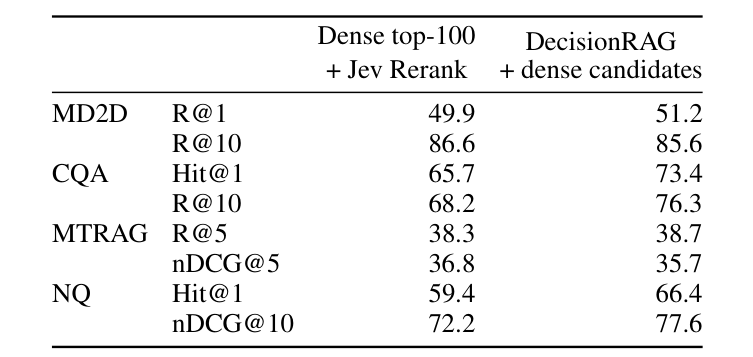 Dense top-100 DecisionRAG
+ Jev Rerank + dense candidates
MD2D R@1 49.9 51.2
R@10 86.6 85.6
CQA Hit@1 65.7 73.4
R@10 68.2 76.3
MTRAG R@5 38.3 38.7
nDCG@5 36.8 35.7
NQ Hit@1 59.4 66.4
nDCG@10 72.2 77.6